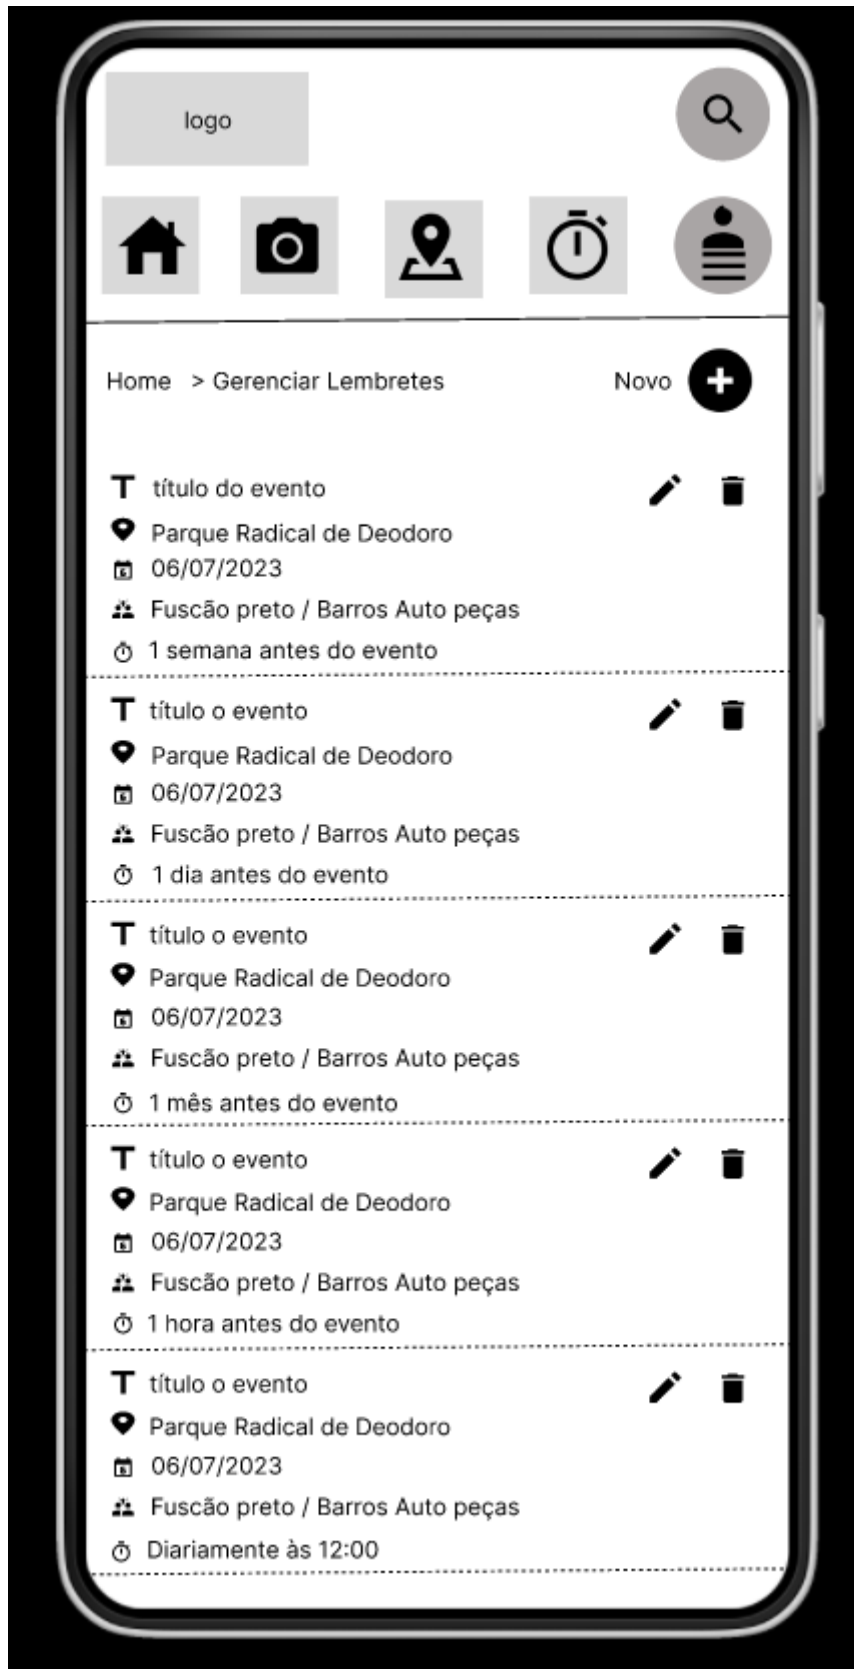 logo
Home > Gerenciar Lembretes Novo
título do evento
Parque Radical de Deodoro
06/07/2023
Fuscão preto / Barros Auto peças
1 semana antes do evento
título o evento
Parque Radical de Deodoro
06/07/2023
Fuscão preto / Barros Auto peças
1 dia antes do evento
título o evento
Parque Radical de Deodoro
06/07/2023
Fuscão preto / Barros Auto peças
1 mês antes do evento
título o evento
Parque Radical de Deodoro
06/07/2023
Fuscão preto / Barros Auto peças
1 hora antes do evento
título o evento
Parque Radical de Deodoro
06/07/2023
Fuscão preto / Barros Auto peças
Diariamente às 12:00